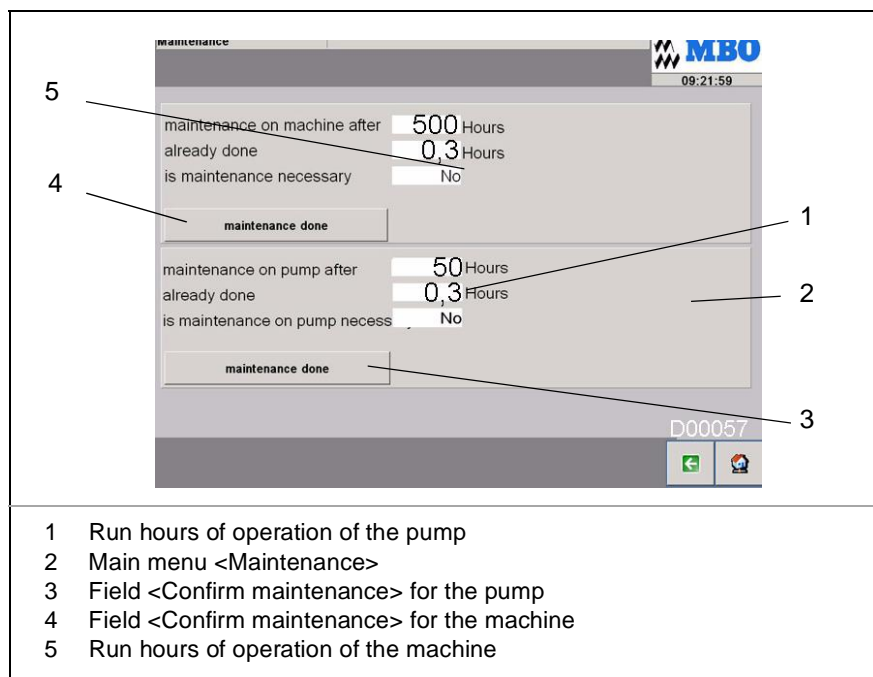 Maintenance
MBO
09:21:59
5
maintenance on machine after 500 Hours
already done 0,3 Hours
is maintenance necessary No
4
maintenance done
1
maintenance on pump after 50 Hours
already done 0,3 Hours
2
is maintenance on pump necess No
maintenance done
3
D00057
1 Run hours of operation of the pump
2 Main menu <Maintenance>
3 Field <Confirm maintenance> for the pump
4 Field <Confirm maintenance> for the machine
5 Run hours of operation of the machine